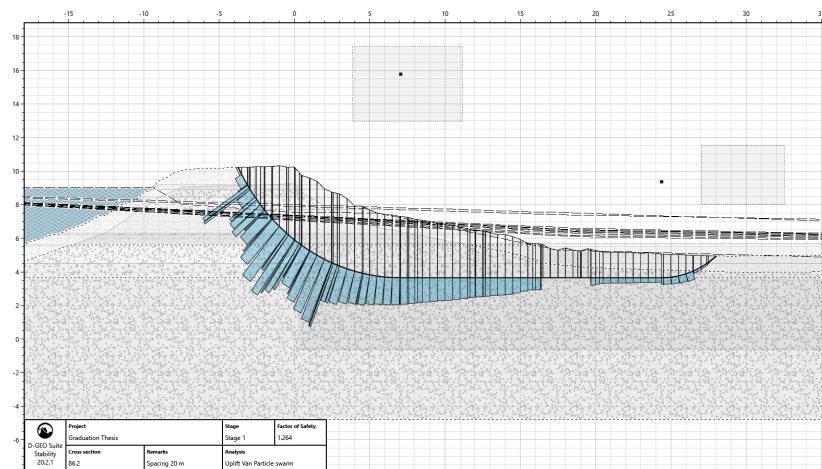 -15 -10 -5 0 5 10 15 20 25 30
18
16
14
12
10
8
6
4
2
0
-2
-4
-6
D-GEO Suite
Stability
20.2.1
Project
Graduation Thesis
Stage
Stage 1
Factor of Safety
1.264
Cross section
86.2
Remarks
Spacing 20 m
Analysis
Uplift Van Particle swarm